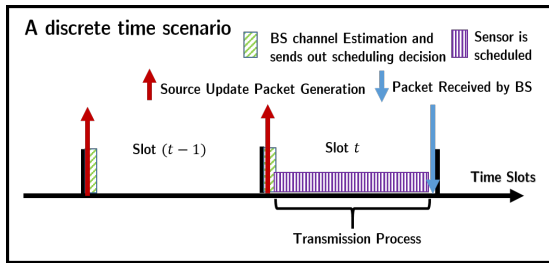 A discrete time scenario
BS channel Estimation and
sends out scheduling decision
Sensor is
scheduled
Source Update Packet Generation
Packet Received by BS
Slot (t − 1)
Slot t
Time Slots
Transmission Process